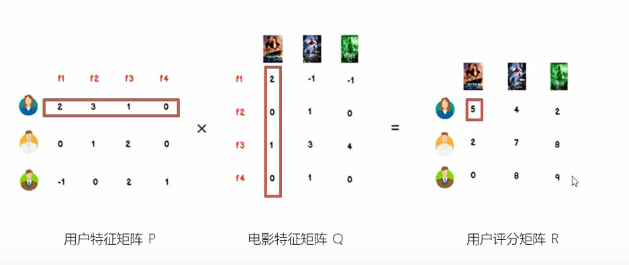 f1 f2 f3 f4
2 3 1 0
0 1 2 0
-1 0 2 1
×
f1 2 -1 -1
f2 0 1 0
f3 1 3 4
f4 0 1 0
=
5 4 2
2 7 8
0 8 9
用户特征矩阵 P
电影特征矩阵 Q
用户评分矩阵 R